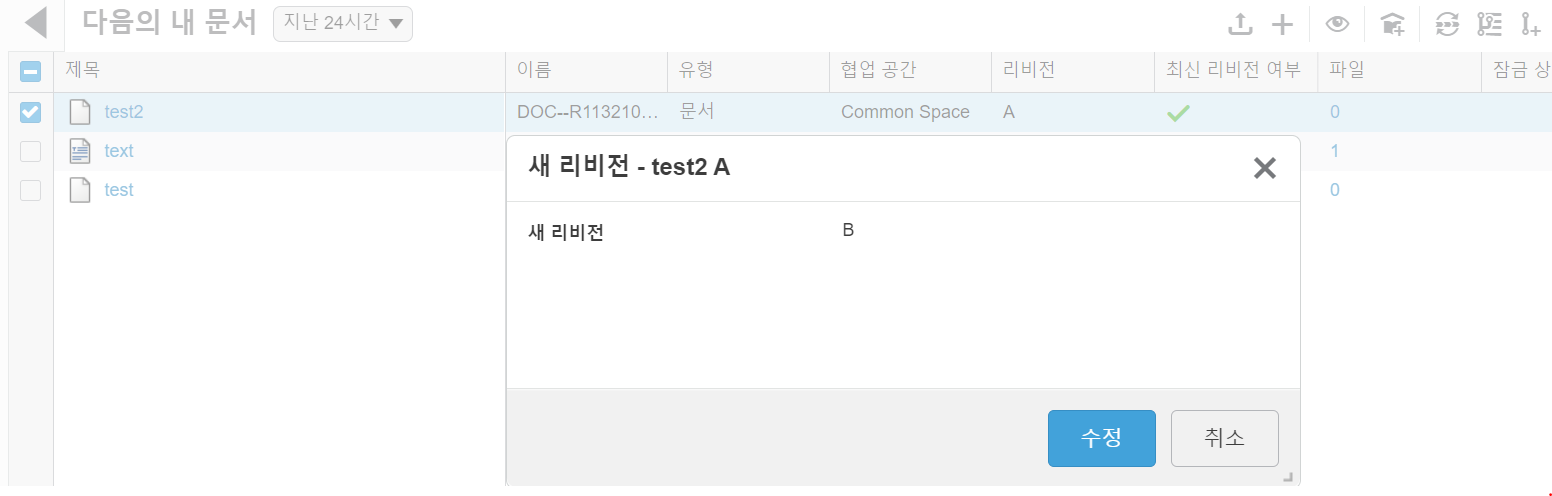 다음의 내 문서 지난 24시간
제목 이름 유형 협업 공간 리비전 최신 리비전 여부 파일 잠금 상
test2 DOC--R113210... 문서 Common Space A 0
text 1
test 0
새 리비전 - test2 A
새 리비전 B
수정 취소